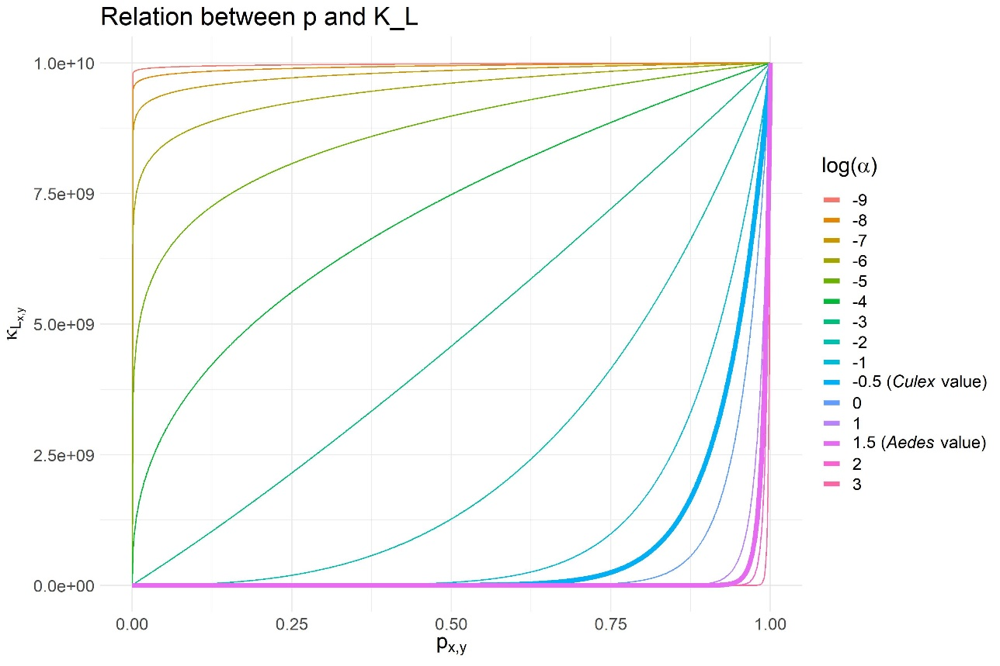 Relation between p and K_L
1.0e+10
7.5e+09
5.0e+09
2.5e+09
0.0e+00
κLx,y
0.00 0.25 0.50 0.75 1.00
px,y
log(α)
-9
-8
-7
-6
-5
-4
-3
-2
-1
-0.5 (Culex value)
0
1
1.5 (Aedes value)
2
3